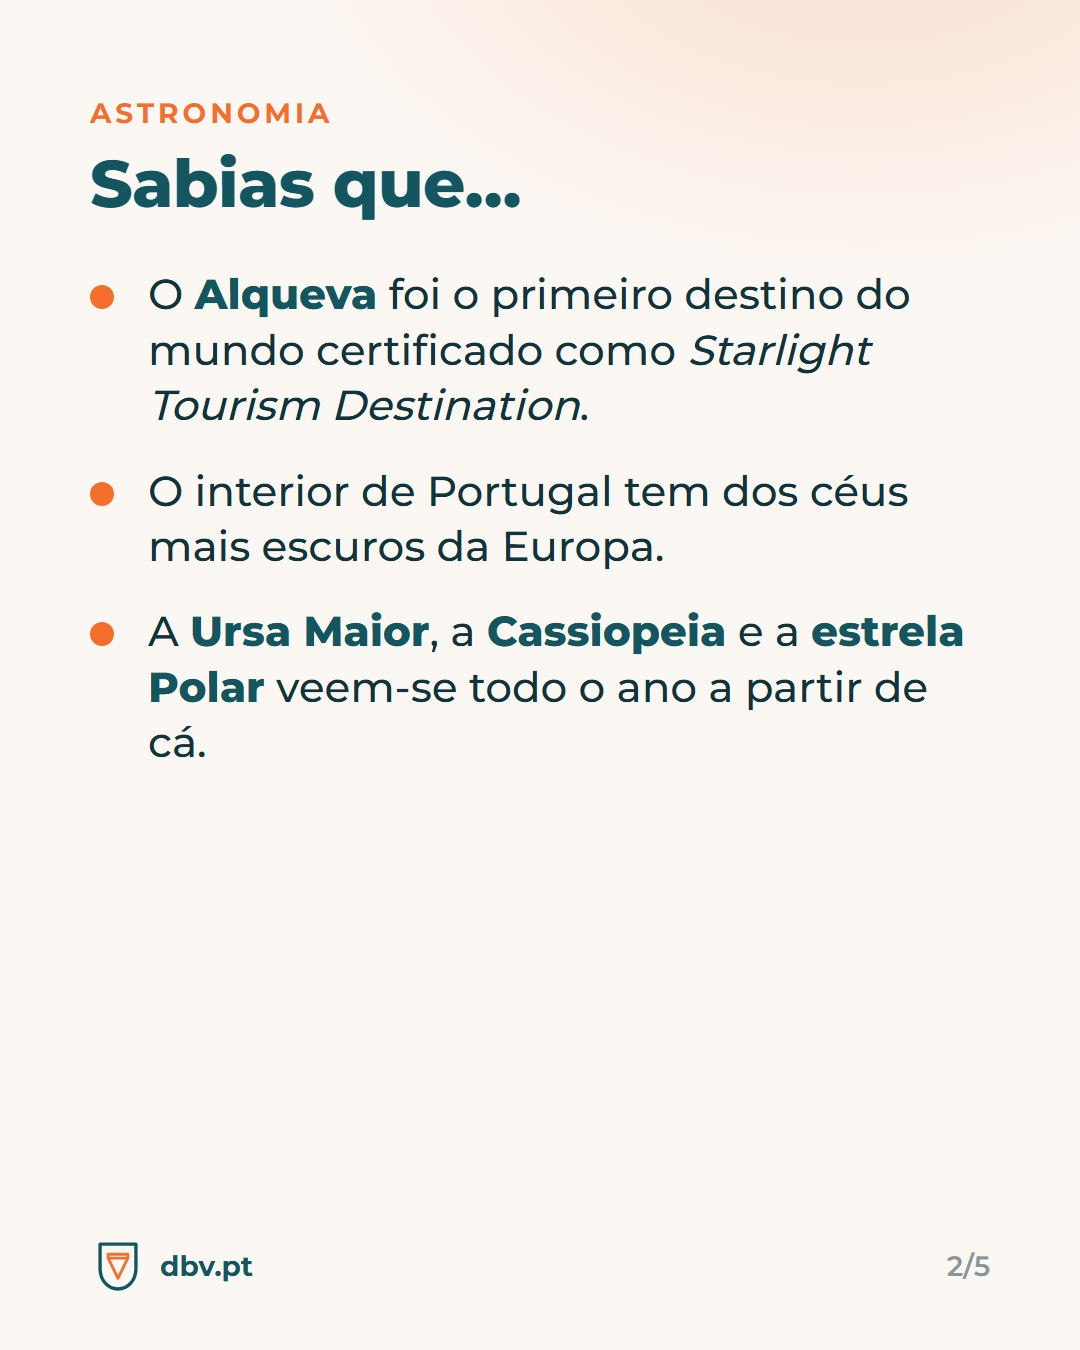 ASTRONOMIA
Sabias que...
O Alqueva foi o primeiro destino do
mundo certificado como Starlight
Tourism Destination.
O interior de Portugal tem dos céus
mais escuros da Europa.
A Ursa Maior, a Cassiopeia e a estrela
Polar veem-se todo o ano a partir de
cá.
dbv.pt
2/5